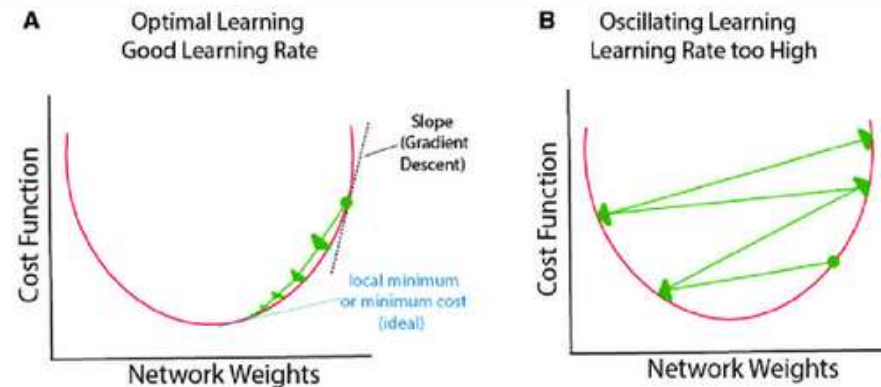 A
Optimal Learning
Good Learning Rate
Slope
(Gradient
Descent)
Cost Function
local minimum
or minimum cost
(ideal)
Network Weights
B
Oscillating Learning
Learning Rate too High
Cost Function
Network Weights